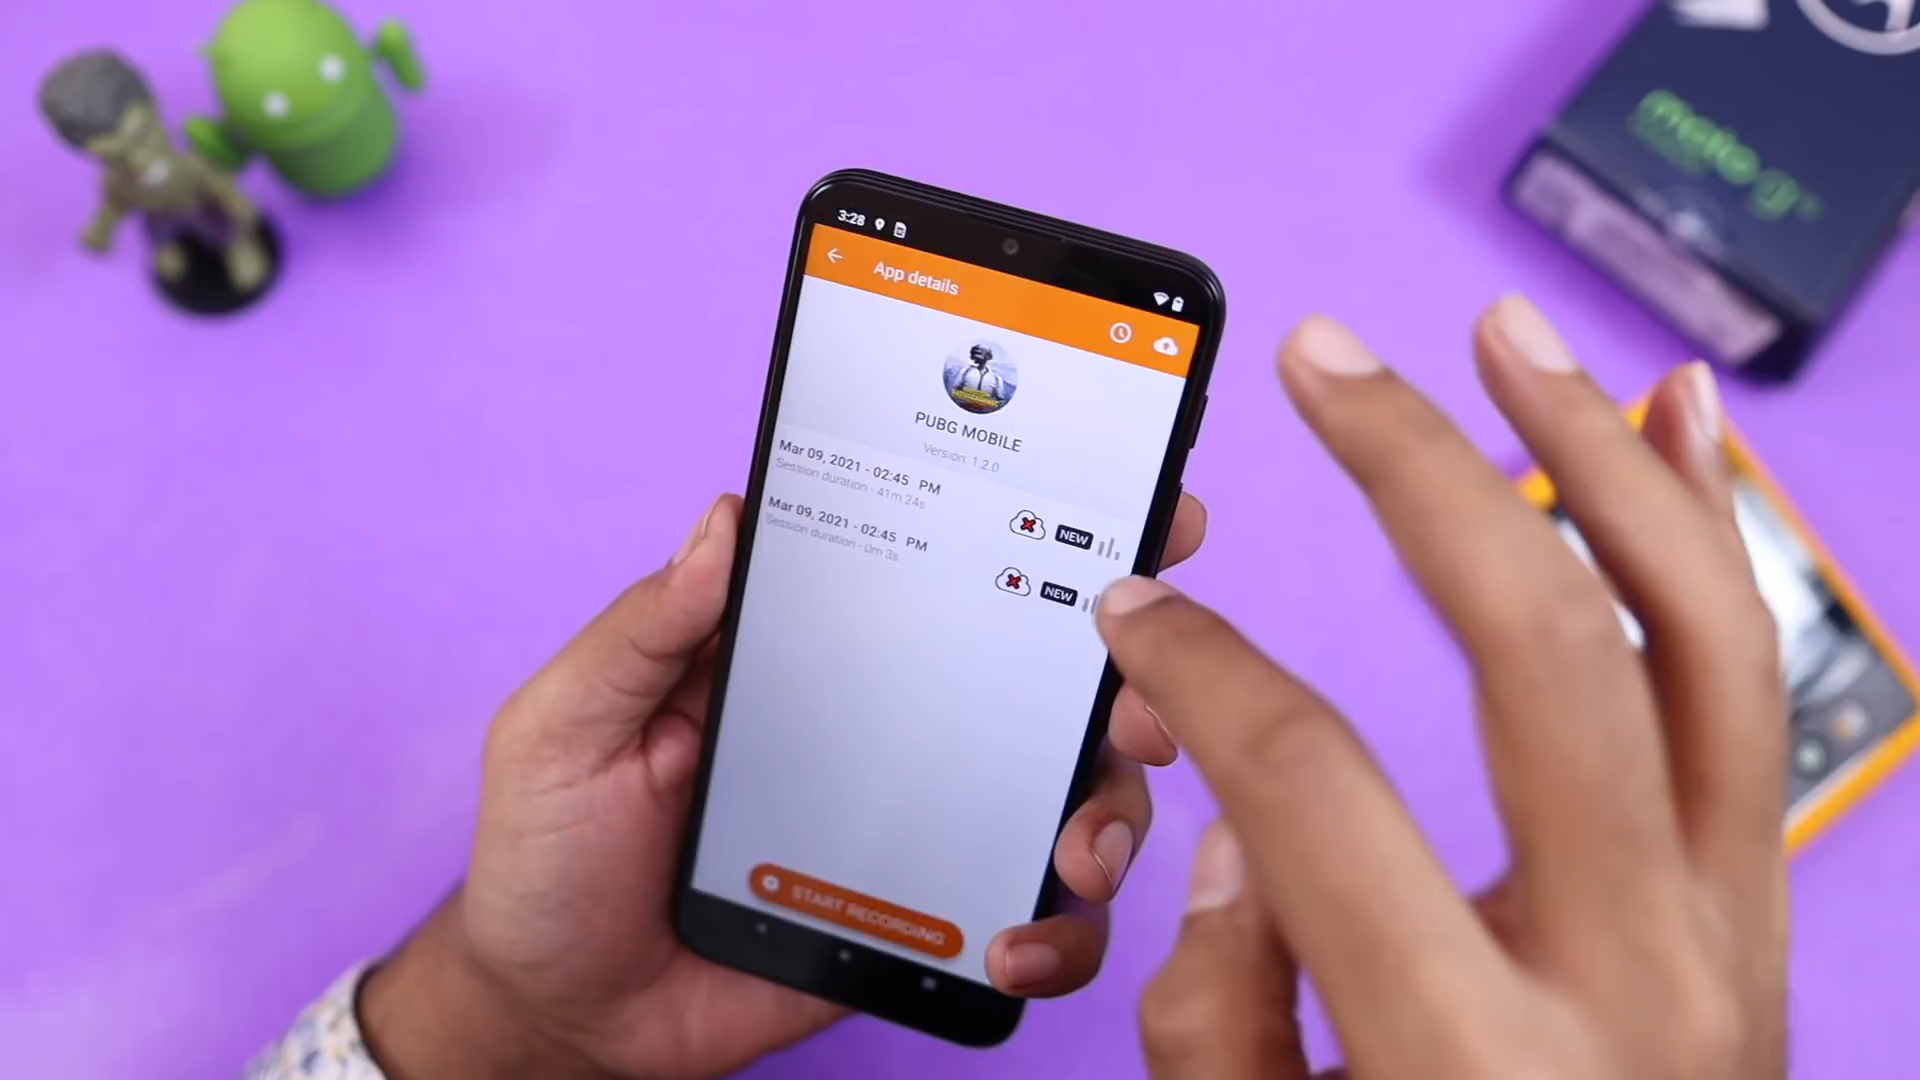 moto g
3:28
App details
PUBG MOBILE
Version: 1.2.0
Mar 09, 2021 - 02:45 PM
Session duration - 41m 24s
NEW
Mar 09, 2021 - 02:45 PM
Session duration - 0m 3s
NEW
START RECORDING